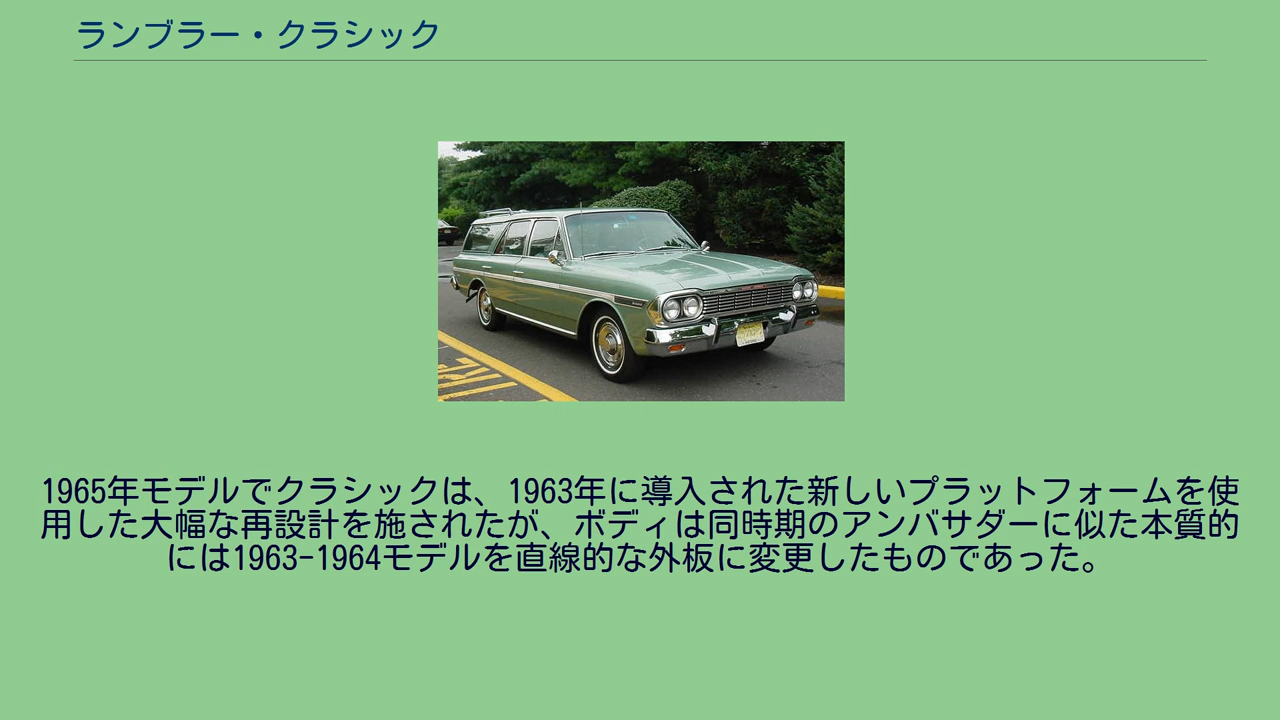 ランブラー・クラシック
1965年モデルでクラシックは、1963年に導入された新しいプラットフォームを使
用した大幅な再設計を施されたが、ボディは同時期のアンバサダーに似た本質的
には1963-1964モデルを直線的な外板に変更したものであった。